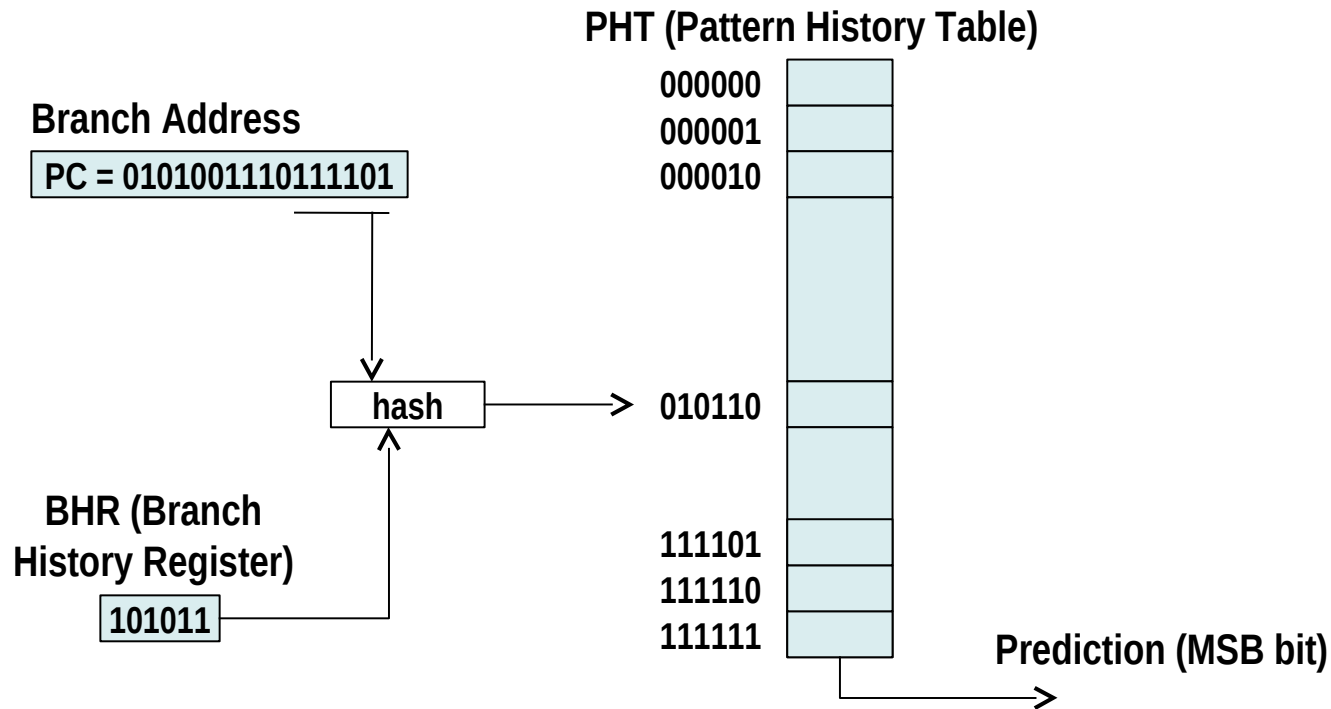 PHT (Pattern History Table)
000000
000001
000010
Branch Address
PC = 0101001110111101
hash
010110
BHR (Branch
History Register)
101011
111101
111110
111111
Prediction (MSB bit)